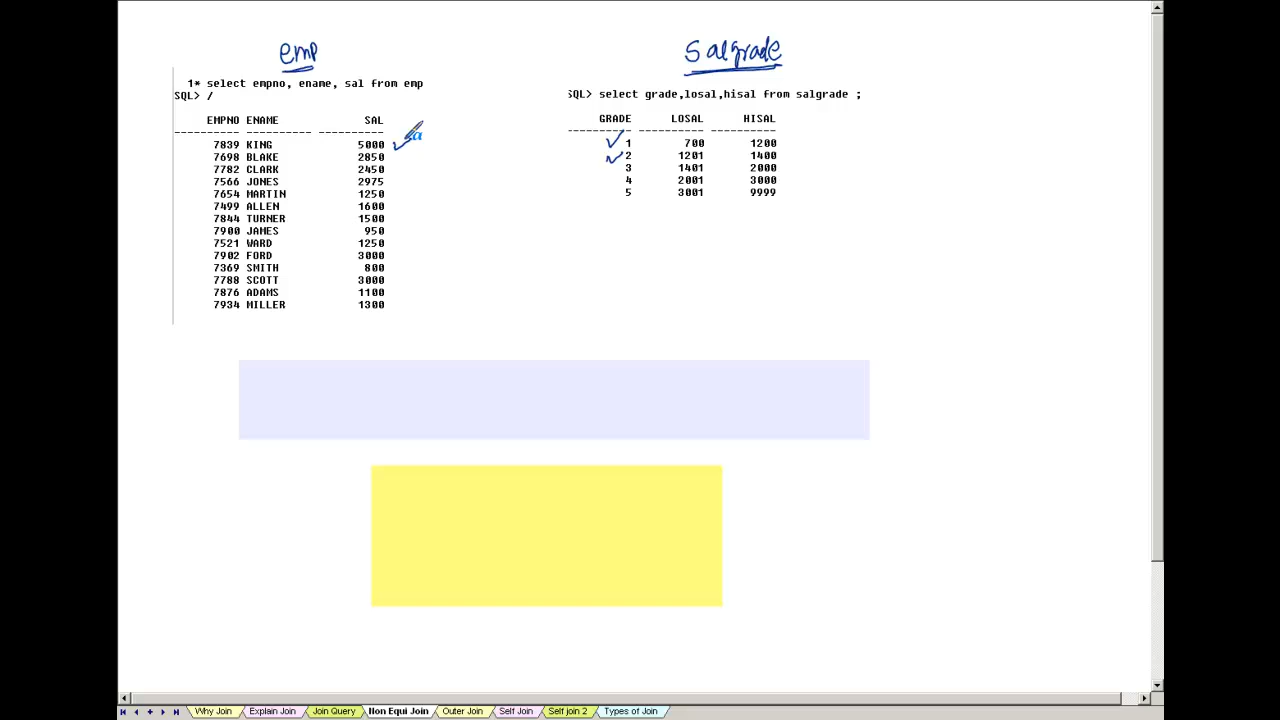 emp
Salgrade
1* select empno, ename, sal from emp
SQL> /
EMPNO ENAME SAL
---------- ---------- ----------
7839 KING 5000
7698 BLAKE 2850
7782 CLARK 2450
7566 JONES 2975
7654 MARTIN 1250
7499 ALLEN 1600
7844 TURNER 1500
7900 JAMES 950
7521 WARD 1250
7902 FORD 3000
7369 SMITH 800
7788 SCOTT 3000
7876 ADAMS 1100
7934 MILLER 1300
SQL> select grade,losal,hisal from salgrade ;
GRADE LOSAL HISAL
---------- ---------- ----------
1 700 1200
2 1201 1400
3 1401 2000
4 2001 3000
5 3001 9999
a
Why Join Explain Join Join Query Non Equi Join Outer Join Self Join Self join 2 Types of Join